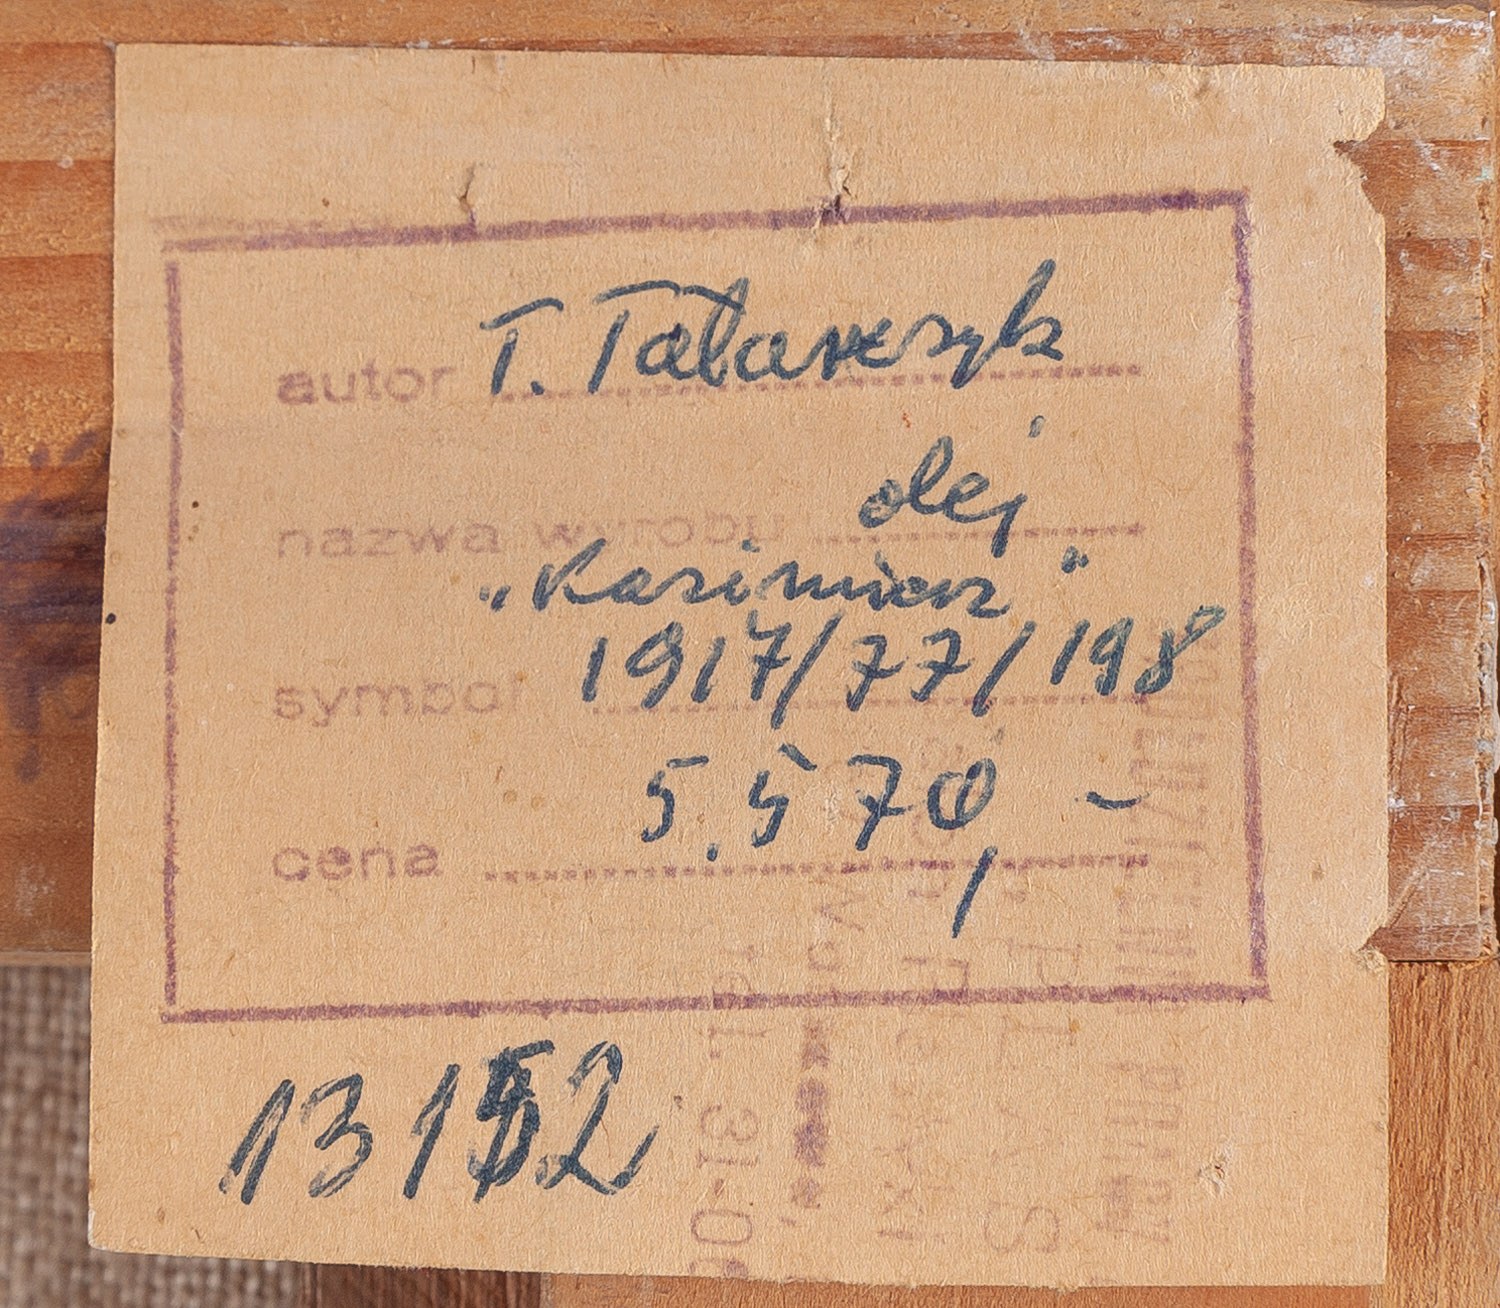 autor T. Tatarczyk
nazwa wyrobu olej
„Kazimierz"
symbol 1917/77/198
cena 5.570,-
13152